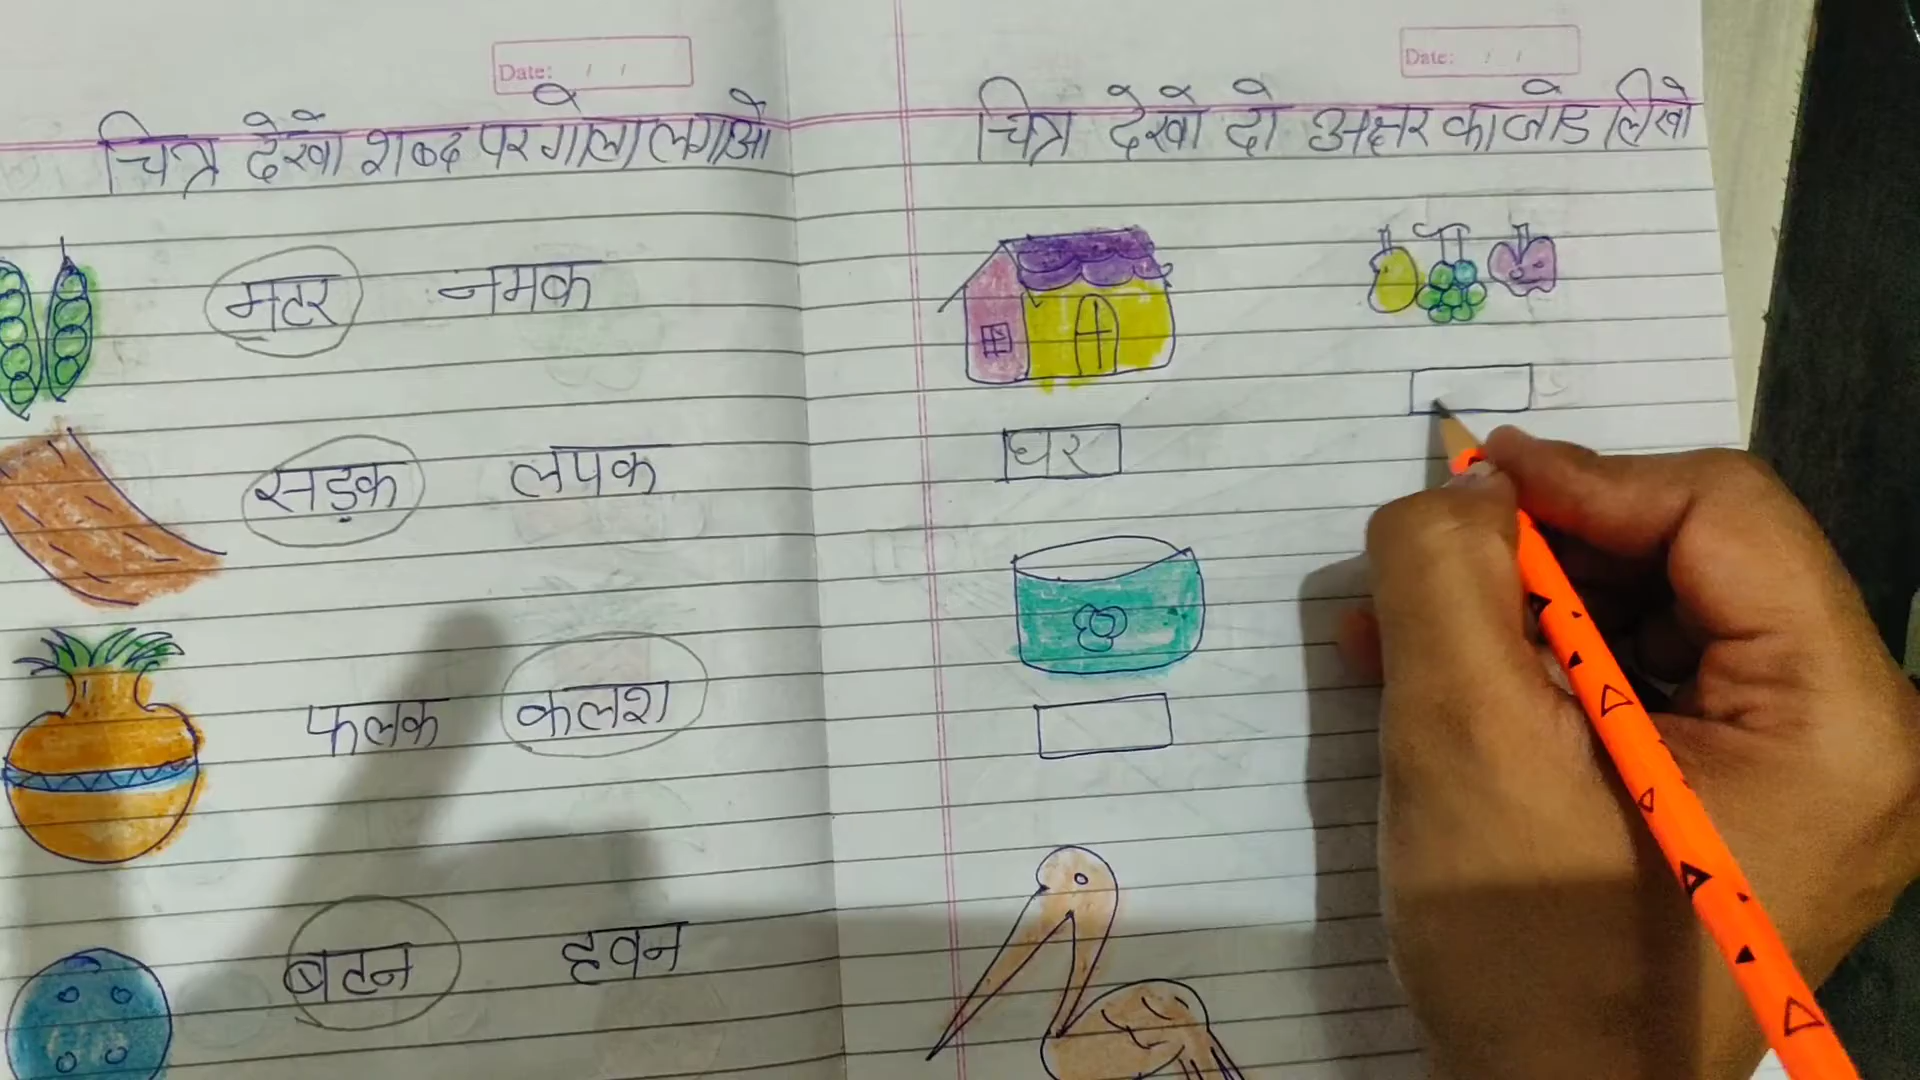 Date: / /
चित्र देखों शब्द पर गोला लगाओ
मटर नमक
सड़क लपक
फलक कलश
बटन हवन
Date: / /
चित्र देखों दो अक्षर का जोड लिखो
घर